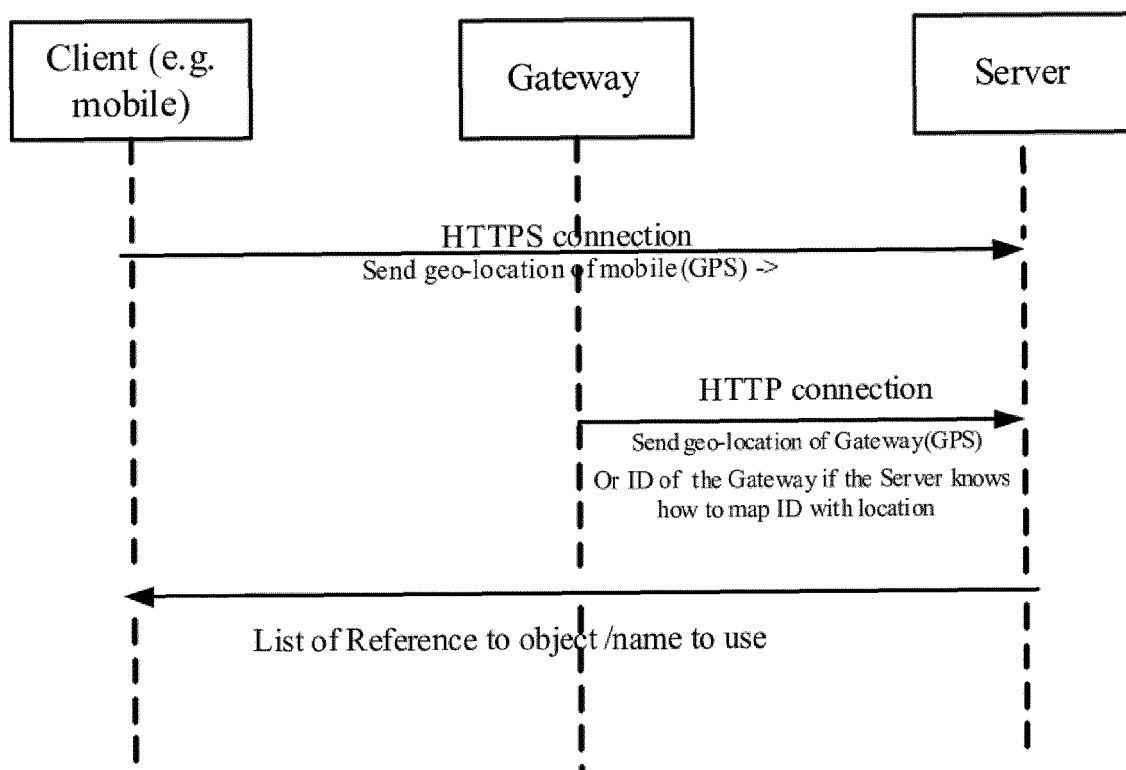 Client (e.g.
mobile)
Gateway
Server
HTTPS connection
Send geo-location of mobile (GPS) ->
HTTP connection
Send geo-location of Gateway(GPS)
Or ID of the Gateway if the Server knows
how to map ID with location
List of Reference to object /name to use